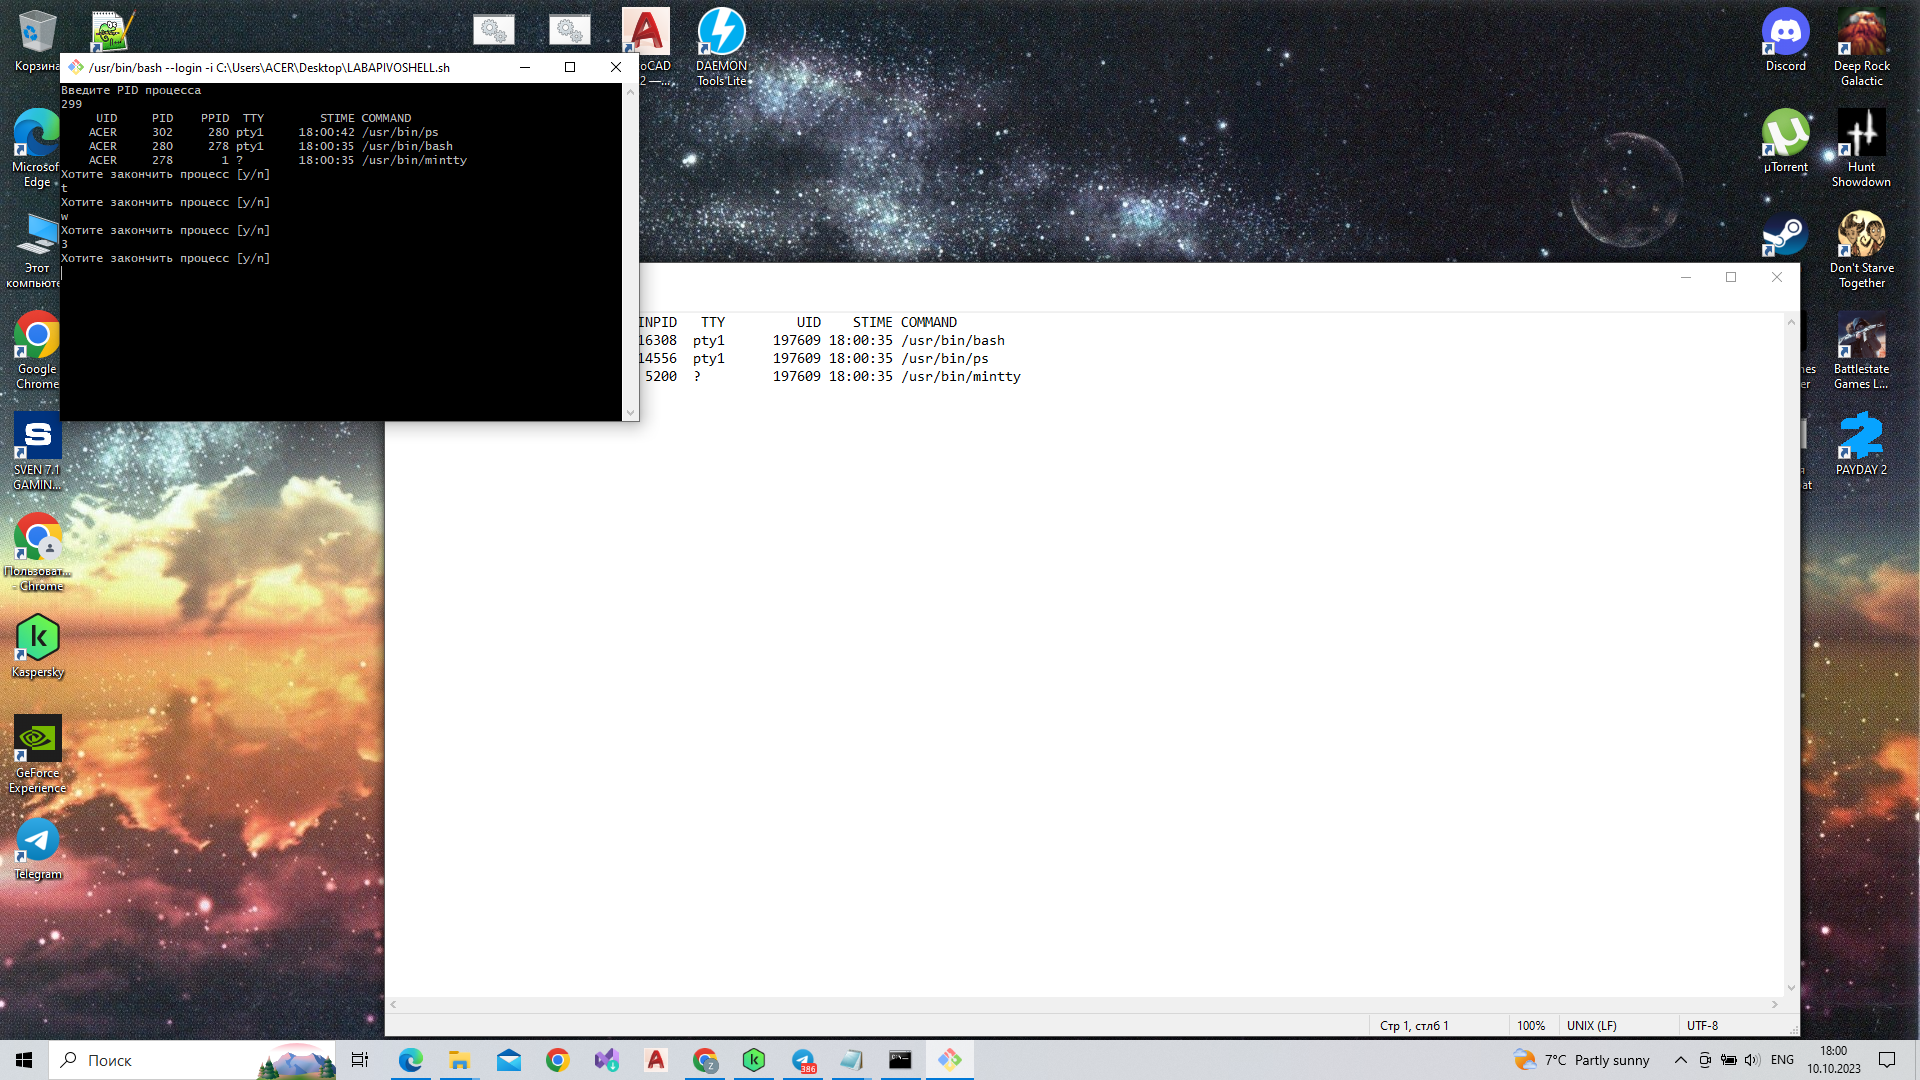 Корзина
/usr/bin/bash --login -i C:\Users\ACER\Desktop\LABAPIVOSHELL.sh
Введите PID процесса
299
UID PID PPID TTY STIME COMMAND
ACER 302 280 pty1 18:00:42 /usr/bin/ps
ACER 280 278 pty1 18:00:35 /usr/bin/bash
ACER 278 1 ? 18:00:35 /usr/bin/mintty
Хотите закончить процесс [y/n]
t
Хотите закончить процесс [y/n]
w
Хотите закончить процесс [y/n]
3
Хотите закончить процесс [y/n]
DAEMON
Tools Lite
Discord
Deep Rock
Galactic
Microsof
Edge
µTorrent
Hunt
Showdown
Этот
компьюте
Don't Starve
Together
INPID TTY UID STIME COMMAND
16308 pty1 197609 18:00:35 /usr/bin/bash
14556 pty1 197609 18:00:35 /usr/bin/ps
5200 ? 197609 18:00:35 /usr/bin/mintty
Google
Chrome
Battlestate
Games L...
SVEN 7.1
GAMIN...
PAYDAY 2
Пользоват...
- Chrome
Kaspersky
GeForce
Experience
Telegram
Стр 1, стлб 1 100% UNIX (LF) UTF-8
Поиск
386
7°C Partly sunny
ENG
18:00
10.10.2023